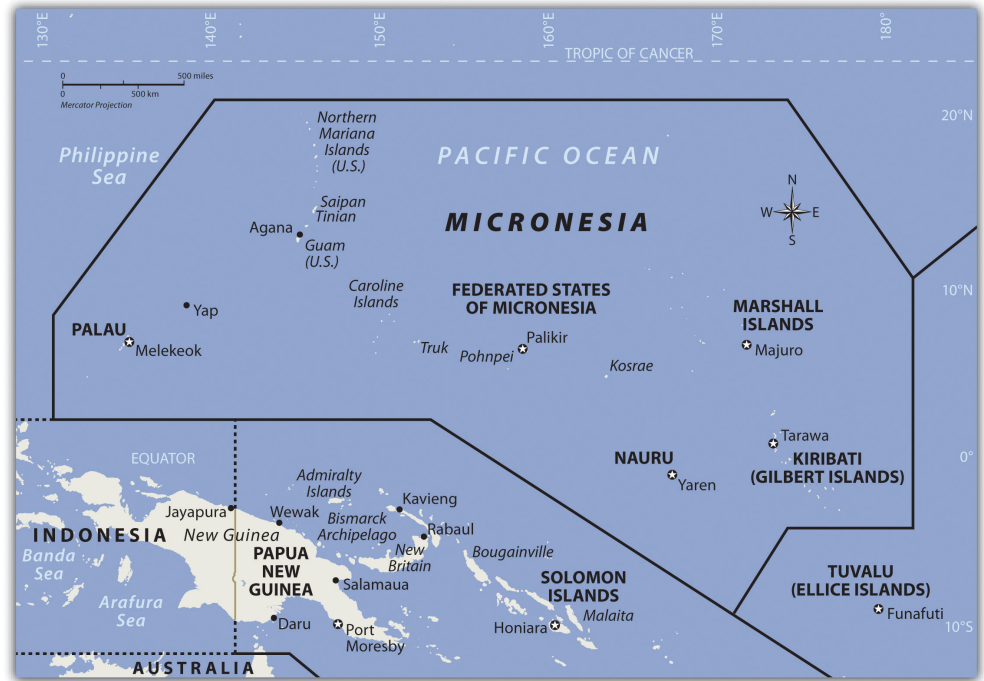 130°E
140°E
150°E
160°E
170°E
180°
TROPIC OF CANCER
0 500 miles
0 500 km
Mercator Projection
20°N
Northern
Mariana
Islands
(U.S.)
Philippine
Sea
PACIFIC OCEAN
N
W E
S
Saipan
Tinian
Agana
Guam
(U.S.)
MICRONESIA
Caroline
Islands
FEDERATED STATES
OF MICRONESIA
10°N
MARSHALL
ISLANDS
Yap
PALAU
Melekeok
Truk
Pohnpei
Palikir
Kosrae
Majuro
Tarawa
KIRIBATI
(GILBERT ISLANDS)
NAURU
Yaren
EQUATOR
0°
Admiralty
Islands
Kavieng
Jayapura
Wewak
Bismarck
Archipelago
Rabaul
INDONESIA
New Guinea
Banda
Sea
PAPUA
NEW
GUINEA
New
Britain
Bougainville
Salamaua
SOLOMON
ISLANDS
Malaita
TUVALU
(ELLICE ISLANDS)
Funafuti
Arafura
Sea
Daru
Port
Moresby
Honiara
10°S
AUSTRALIA